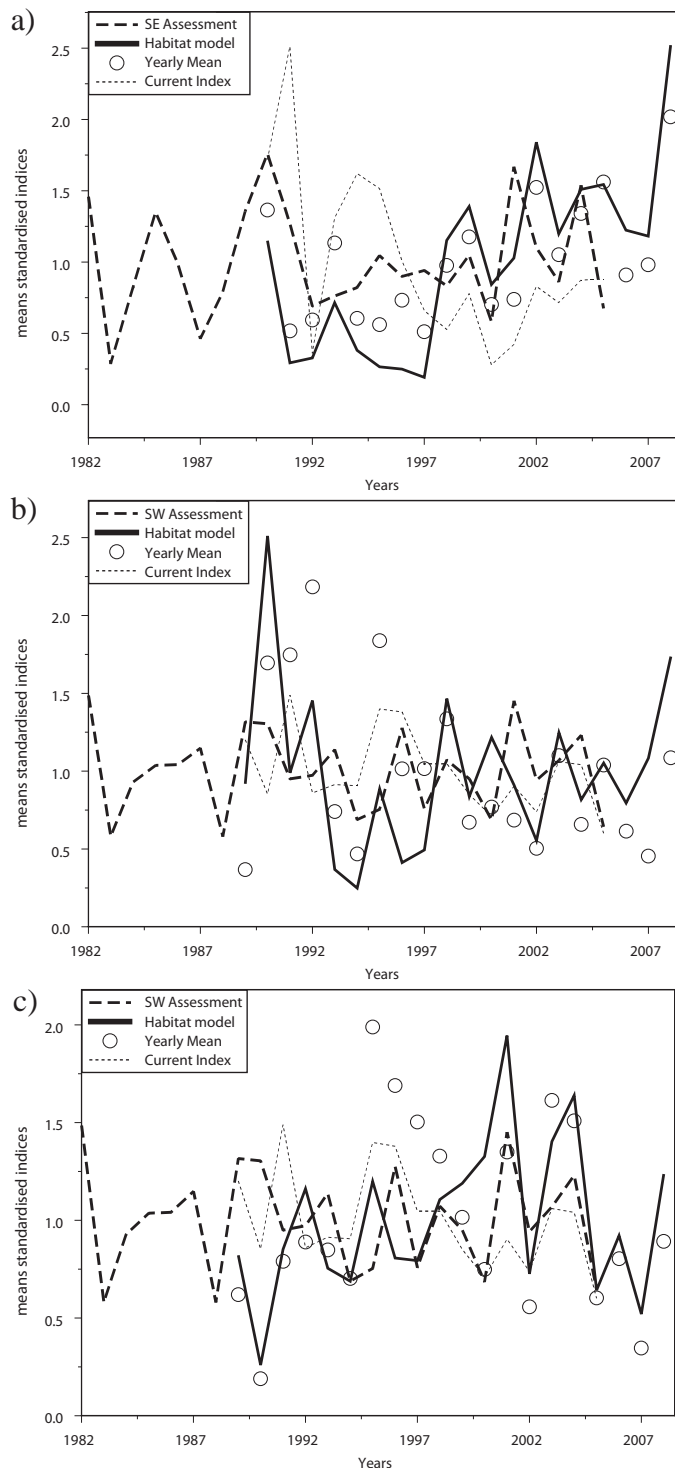 a)
SE Assessment
Habitat model
Yearly Mean
Current Index
means standardised indices
2.5
2.0
1.5
1.0
0.5
0.0
1982 1987 1992 1997 2002 2007
Years
b)
SW Assessment
Habitat model
Yearly Mean
Current Index
means standardised indices
2.5
2.0
1.5
1.0
0.5
0.0
1982 1987 1992 1997 2002 2007
Years
c)
SW Assessment
Habitat model
Yearly Mean
Current Index
means standardised indices
2.0
1.5
1.0
0.5
0.0
1982 1987 1992 1997 2002 2007
Years